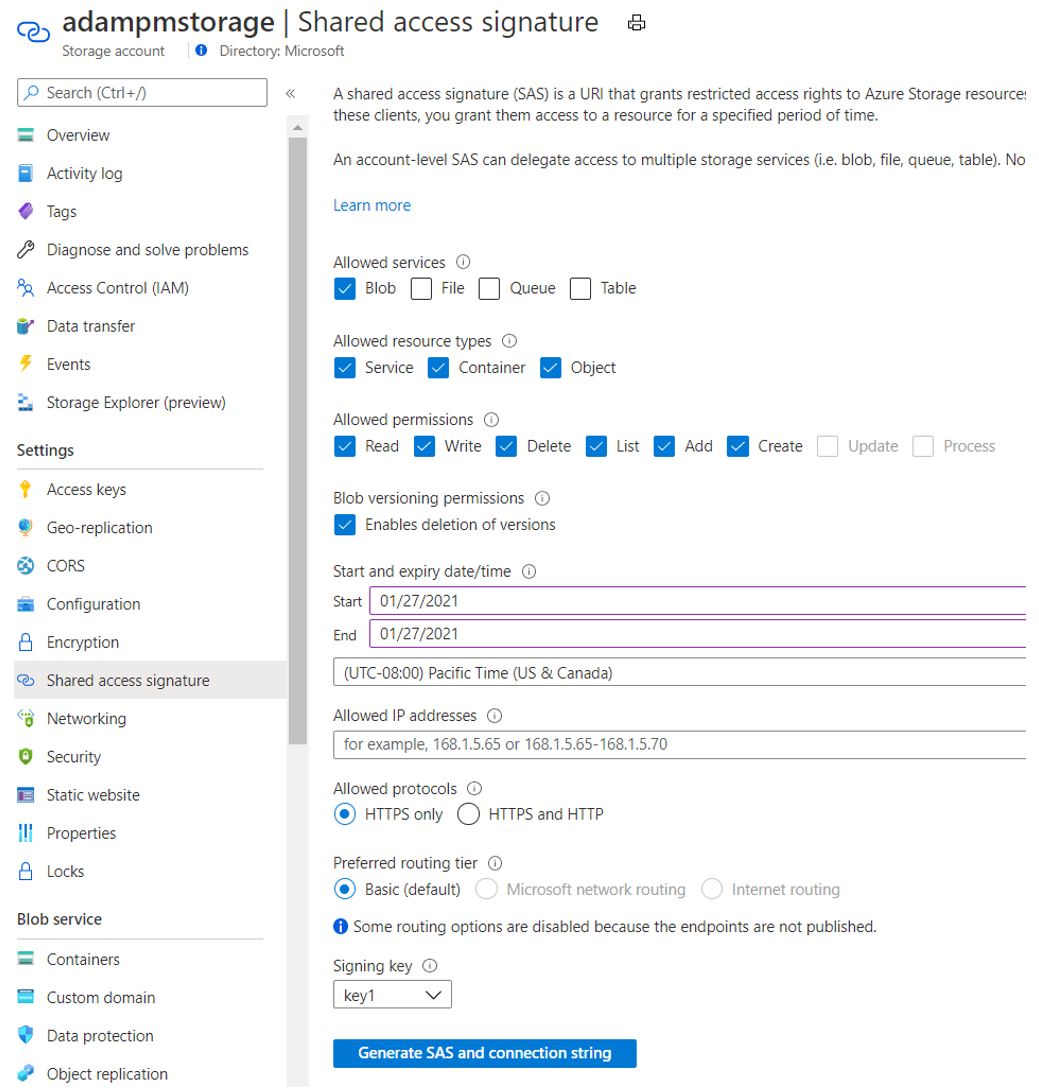 adampmstorage | Shared access signature
Storage account
Directory: Microsoft
Search (Ctrl+/)
«
Overview
Activity log
Tags
Diagnose and solve problems
Access Control (IAM)
Data transfer
Events
Storage Explorer (preview)
Settings
Access keys
Geo-replication
CORS
Configuration
Encryption
Shared access signature
Networking
Security
Static website
Properties
Locks
Blob service
Containers
Custom domain
Data protection
Object replication
A shared access signature (SAS) is a URI that grants restricted access rights to Azure Storage resources
these clients, you grant them access to a resource for a specified period of time.
An account-level SAS can delegate access to multiple storage services (i.e. blob, file, queue, table). No
Learn more
Allowed services
Blob File Queue Table
Allowed resource types
Service Container Object
Allowed permissions
Read Write Delete List Add Create Update Process
Blob versioning permissions
Enables deletion of versions
Start and expiry date/time
Start 01/27/2021
End 01/27/2021
(UTC-08:00) Pacific Time (US & Canada)
Allowed IP addresses
for example, 168.1.5.65 or 168.1.5.65-168.1.5.70
Allowed protocols
HTTPS only HTTPS and HTTP
Preferred routing tier
Basic (default) Microsoft network routing Internet routing
Some routing options are disabled because the endpoints are not published.
Signing key
key1
Generate SAS and connection string